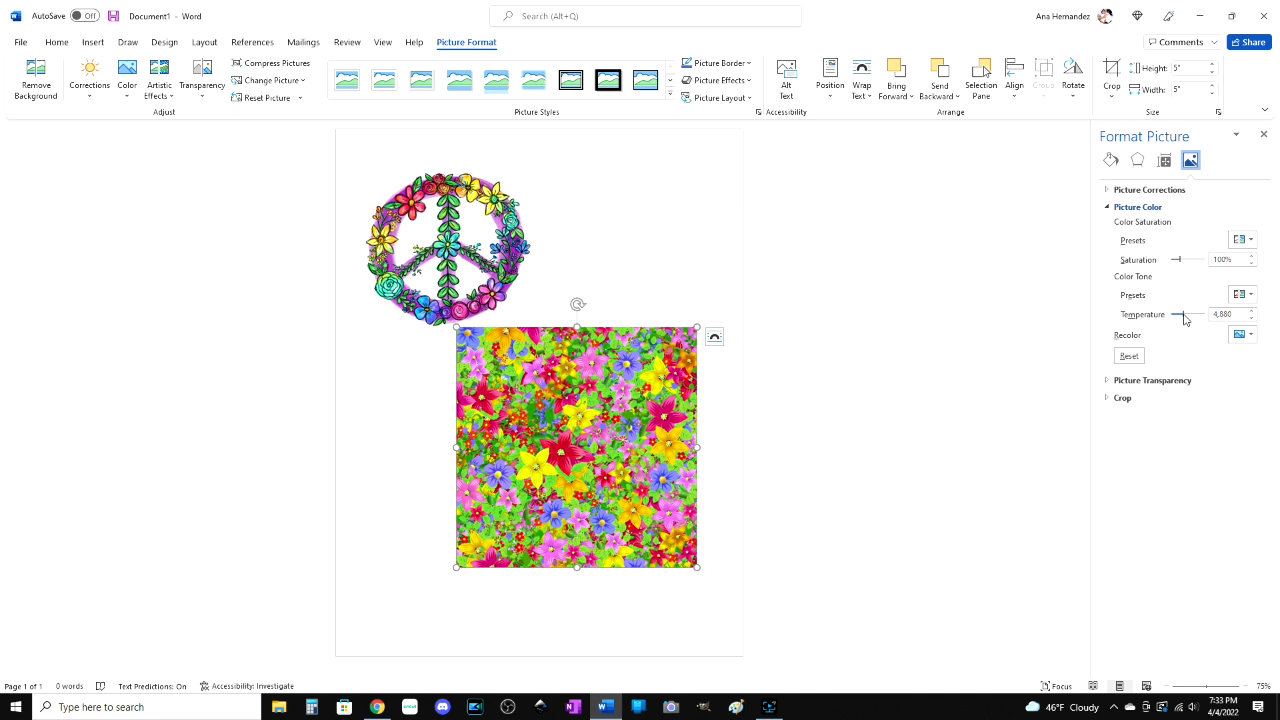 AutoSave Off Document1 - Word Search (Alt+Q) Ana Hernandez
File Home Insert Draw Design Layout References Mailings Review View Help Picture Format Comments Share
Remove Background Corrections Color Artistic Effects Transparency Compress Pictures Change Picture Reset Picture
Picture Border Picture Effects Picture Layout
Alt Text Position Wrap Text Bring Forward Send Backward Selection Pane Align Group Rotate Crop Height: 5" Width: 5"
Adjust Picture Styles Accessibility Arrange Size
Format Picture
Picture Corrections
Picture Color
Color Saturation
Presets
Saturation 100%
Color Tone
Presets
Temperature 4,880
Recolor
Reset
Picture Transparency
Crop
Page 1 of 1 0 words Text Predictions: On Accessibility: Investigate Focus 75%
Type here to search 46°F Cloudy 7:33 PM
4/4/2022